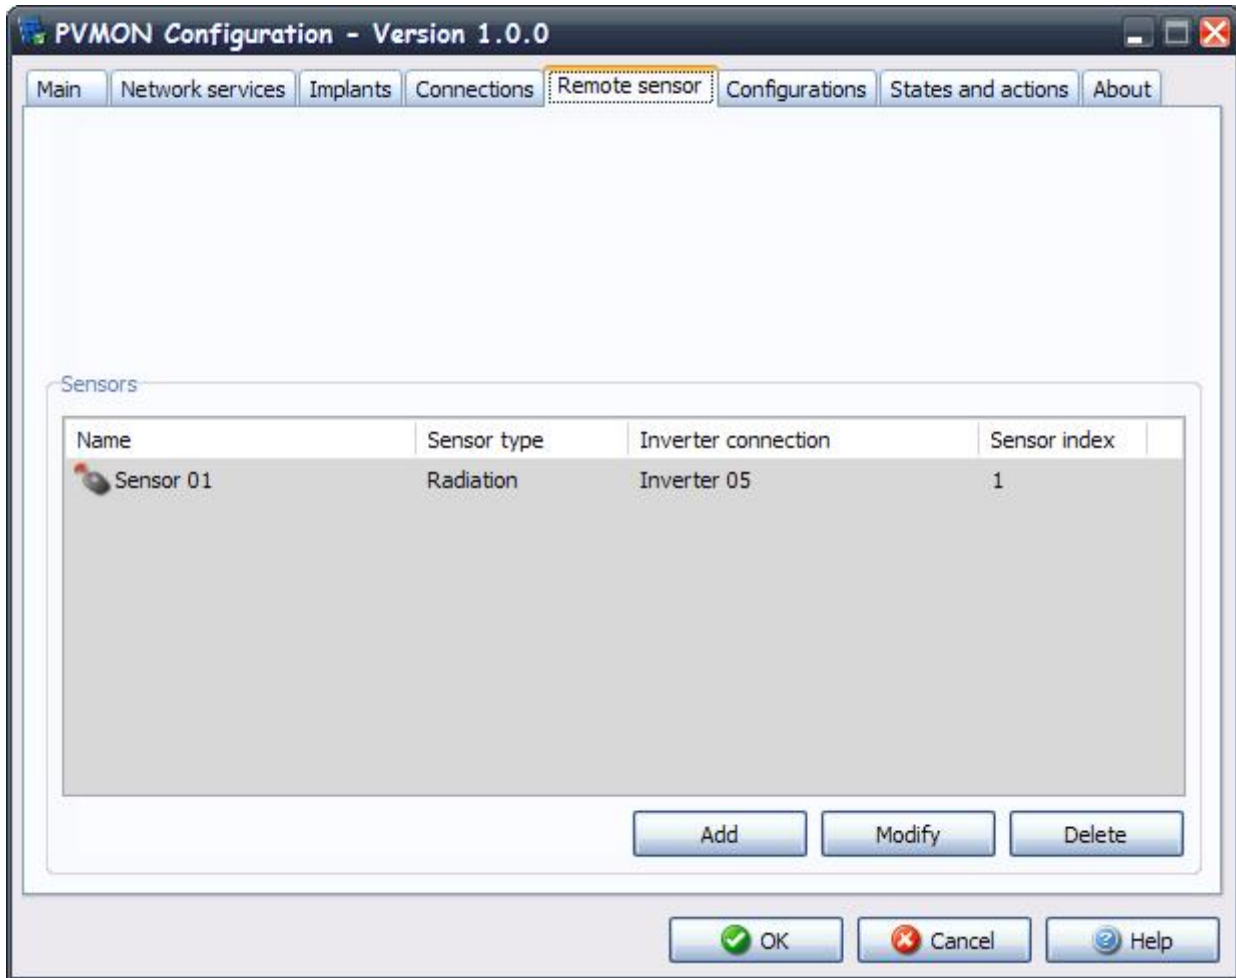 PVMON Configuration - Version 1.0.0
Main Network services Implants Connections Remote sensor Configurations States and actions About
Sensors
Name Sensor type Inverter connection Sensor index
Sensor 01 Radiation Inverter 05 1
Add Modify Delete
OK Cancel Help